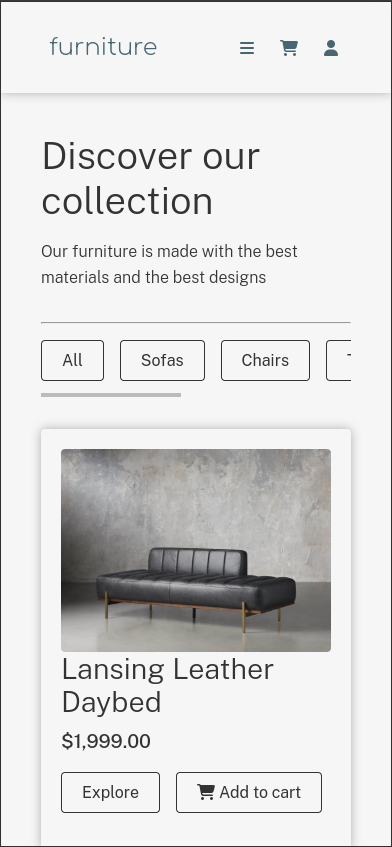 furniture
Discover our
collection
Our furniture is made with the best
materials and the best designs
All Sofas Chairs
Lansing Leather
Daybed
$1,999.00
Explore Add to cart